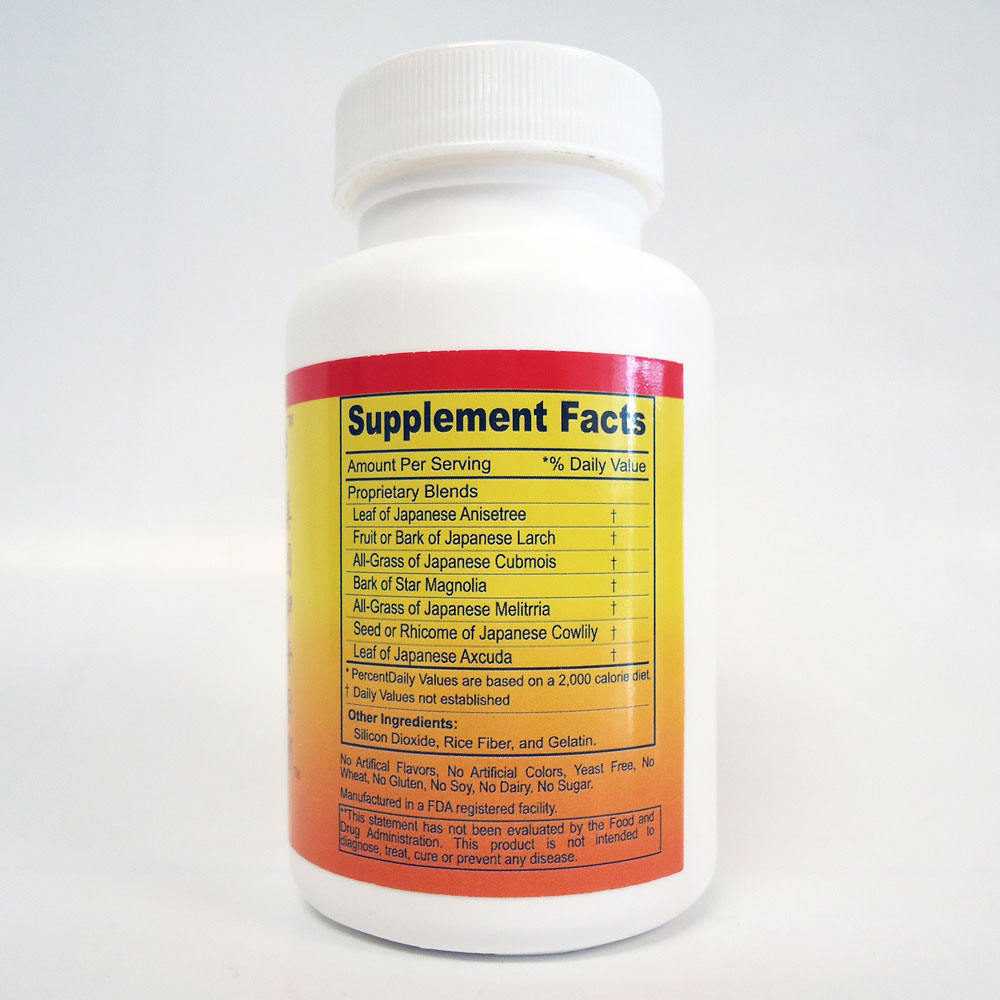 Supplement Facts
Amount Per Serving *% Daily Value
Proprietary Blends
Leaf of Japanese Anisetree †
Fruit or Bark of Japanese Larch †
All-Grass of Japanese Cubmois †
Bark of Star Magnolia †
All-Grass of Japanese Melitrria †
Seed or Rhicome of Japanese Cowlily †
Leaf of Japanese Axcuda †
* PercentDaily Values are based on a 2,000 calorie diet.
† Daily Values not established
Other Ingredients:
Silicon Dioxide, Rice Fiber, and Gelatin.
No Artifical Flavors, No Artificial Colors, Yeast Free, No
Wheat, No Gluten, No Soy, No Dairy, No Sugar.
Manufactured in a FDA registered facility.
**This statement has not been evaluated by the Food and
Drug Administration. This product is not intended to
diagnose, treat, cure or prevent any disease.